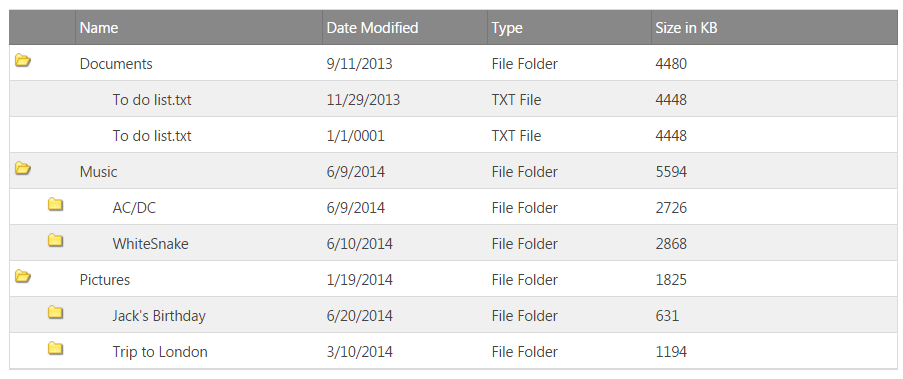 Name Date Modified Type Size in KB
Documents 9/11/2013 File Folder 4480
To do list.txt 11/29/2013 TXT File 4448
To do list.txt 1/1/0001 TXT File 4448
Music 6/9/2014 File Folder 5594
AC/DC 6/9/2014 File Folder 2726
WhiteSnake 6/10/2014 File Folder 2868
Pictures 1/19/2014 File Folder 1825
Jack's Birthday 6/20/2014 File Folder 631
Trip to London 3/10/2014 File Folder 1194